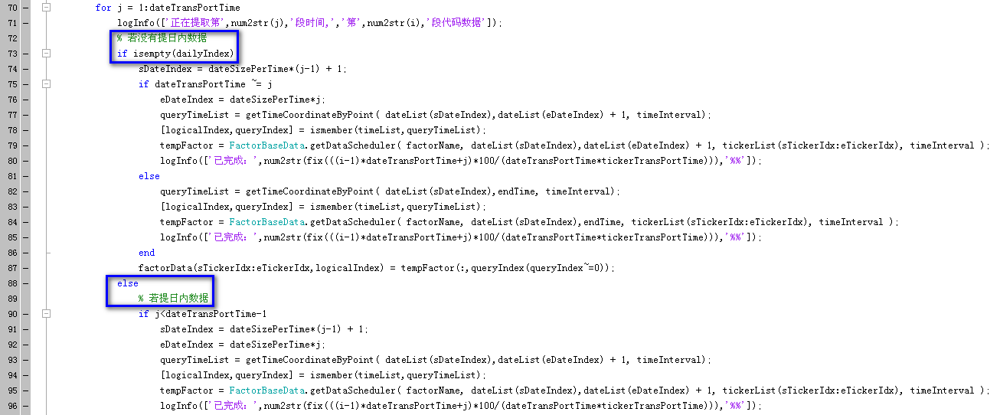 70 for j = 1:dateTransPortTime
71 logInfo(['正在提取第',num2str(j),'段时间,','第',num2str(i),'段代码数据']);
72 % 若没有提日内数据
73 if isempty(dailyIndex)
74 sDateIndex = dateSizePerTime*(j-1) + 1;
75 if dateTransPortTime ~= j
76 eDateIndex = dateSizePerTime*j;
77 queryTimeList = getTimeCoordinateByPoint( dateList(sDateIndex),dateList(eDateIndex) + 1, timeInterval);
78 [logicalIndex,queryIndex] = ismember(timeList,queryTimeList);
79 tempFactor = FactorBaseData.getDataScheduler( factorName, dateList(sDateIndex),dateList(eDateIndex) + 1, tickerList(sTickerIdx:eTickerIdx), timeInterval );
80 logInfo(['已完成：',num2str(fix(((i-1)*dateTransPortTime+j)*100/(dateTransPortTime*tickerTransPortTime))),'%%']);
81 else
82 queryTimeList = getTimeCoordinateByPoint( dateList(sDateIndex),endTime, timeInterval);
83 [logicalIndex,queryIndex] = ismember(timeList,queryTimeList);
84 tempFactor = FactorBaseData.getDataScheduler( factorName, dateList(sDateIndex),endTime, tickerList(sTickerIdx:eTickerIdx), timeInterval );
85 logInfo(['已完成：',num2str(fix(((i-1)*dateTransPortTime+j)*100/(dateTransPortTime*tickerTransPortTime))),'%%']);
86 end
87 factorData(sTickerIdx:eTickerIdx,logicalIndex) = tempFactor(:,queryIndex(queryIndex~=0));
88 else
89 % 若提日内数据
90 if j<dateTransPortTime-1
91 sDateIndex = dateSizePerTime*(j-1) + 1;
92 eDateIndex = dateSizePerTime*j;
93 queryTimeList = getTimeCoordinateByPoint( dateList(sDateIndex),dateList(eDateIndex) + 1, timeInterval);
94 [logicalIndex,queryIndex] = ismember(timeList,queryTimeList);
95 tempFactor = FactorBaseData.getDataScheduler( factorName, dateList(sDateIndex),dateList(eDateIndex) + 1, tickerList(sTickerIdx:eTickerIdx), timeInterval );
96 logInfo(['已完成：',num2str(fix(((i-1)*dateTransPortTime+j)*100/(dateTransPortTime*tickerTransPortTime))),'%%']);